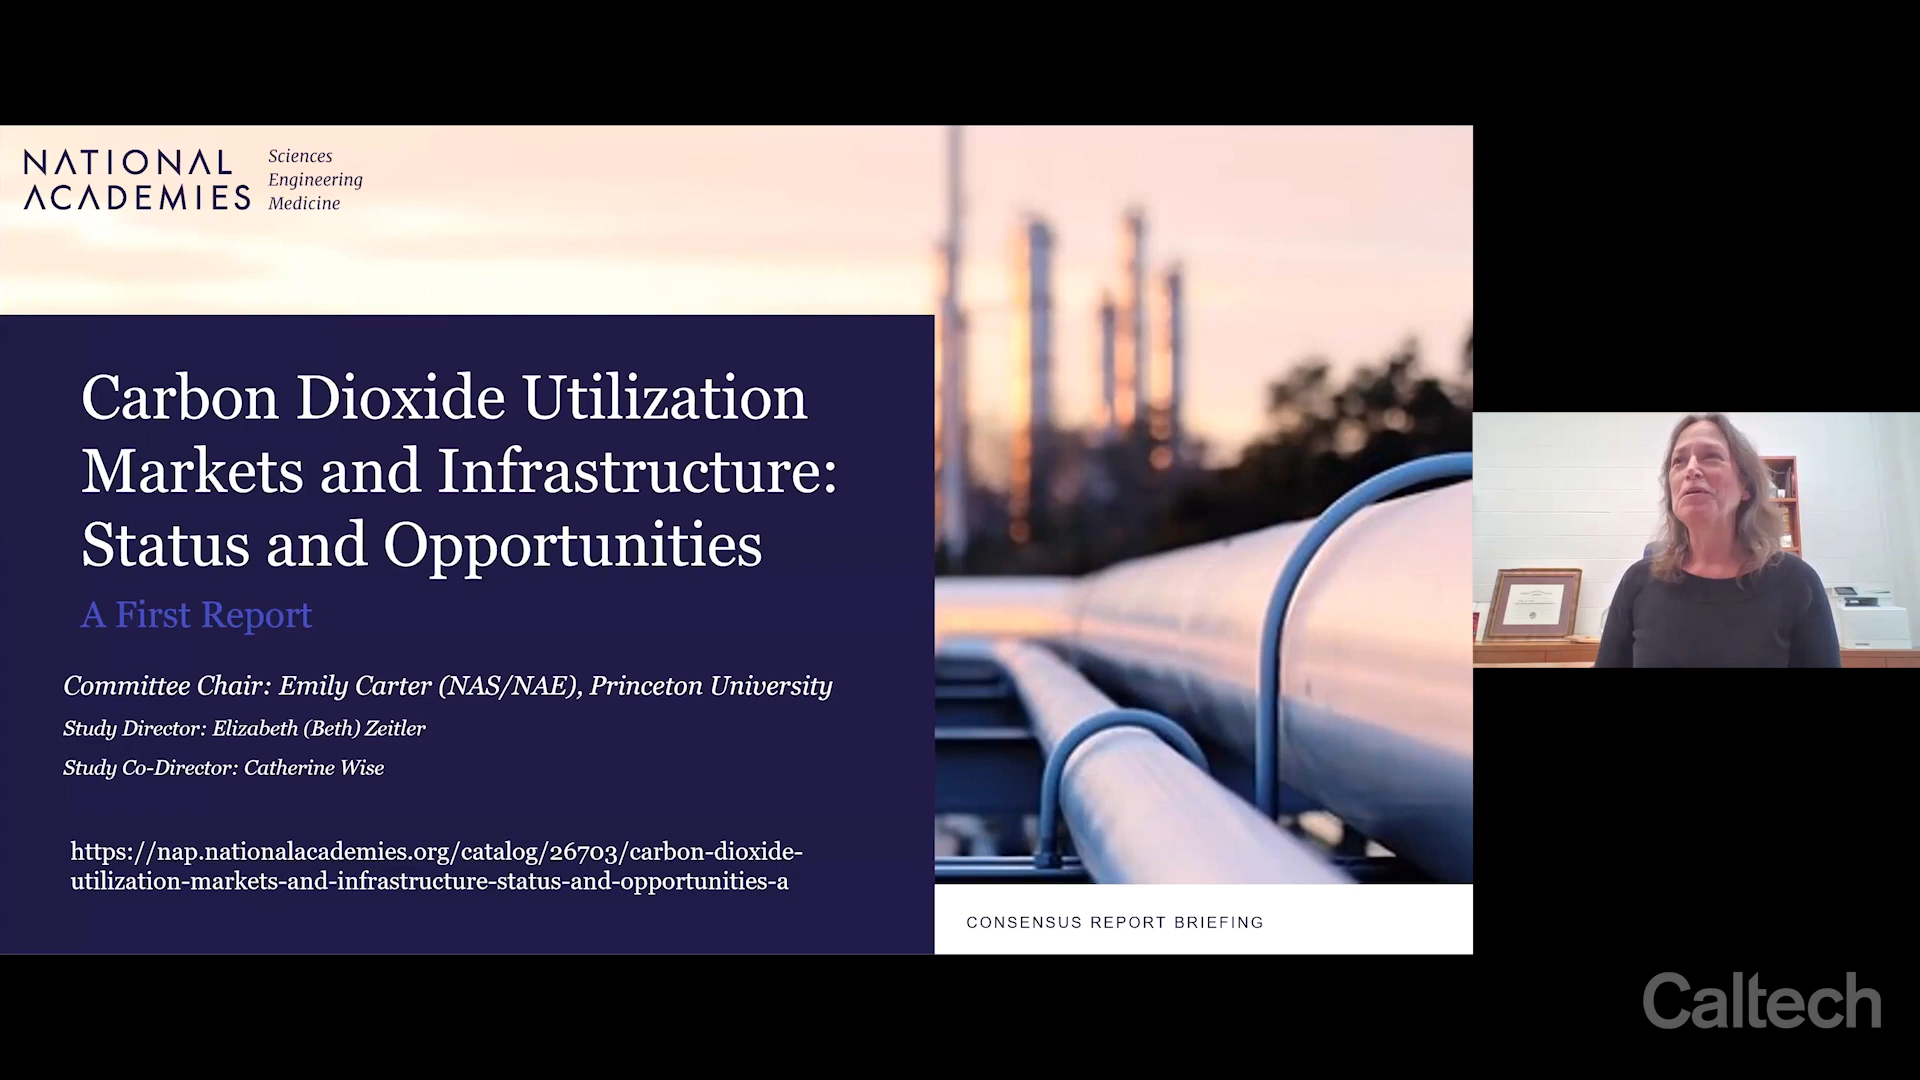 NATIONAL
ACADEMIES
Sciences
Engineering
Medicine
Carbon Dioxide Utilization
Markets and Infrastructure:
Status and Opportunities
A First Report
Committee Chair: Emily Carter (NAS/NAE), Princeton University
Study Director: Elizabeth (Beth) Zeitler
Study Co-Director: Catherine Wise
https://nap.nationalacademies.org/catalog/26703/carbon-dioxide-
utilization-markets-and-infrastructure-status-and-opportunities-a
CONSENSUS REPORT BRIEFING
Caltech